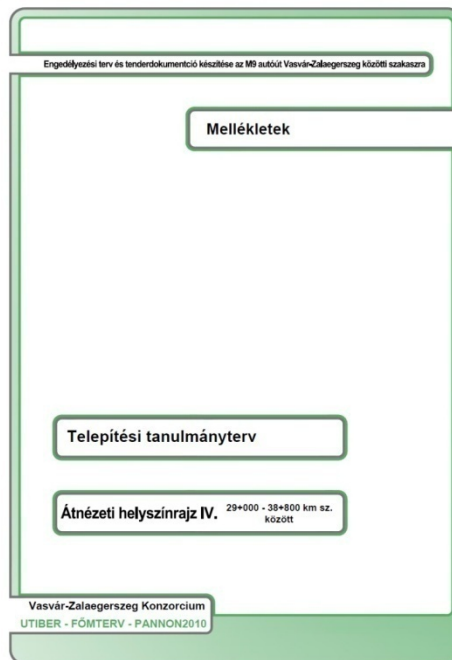 Engedélyezési terv és tenderdokumentció készítése az M9 autóút Vasvár-Zalaegerszeg közötti szakaszra
Mellékletek
Telepítési tanulmányterv
Átnézeti helyszínrajz IV. 29+000 - 38+800 km sz.
között
Vasvár-Zalaegerszeg Konzorcium
UTIBER - FŐMTERV - PANNON2010